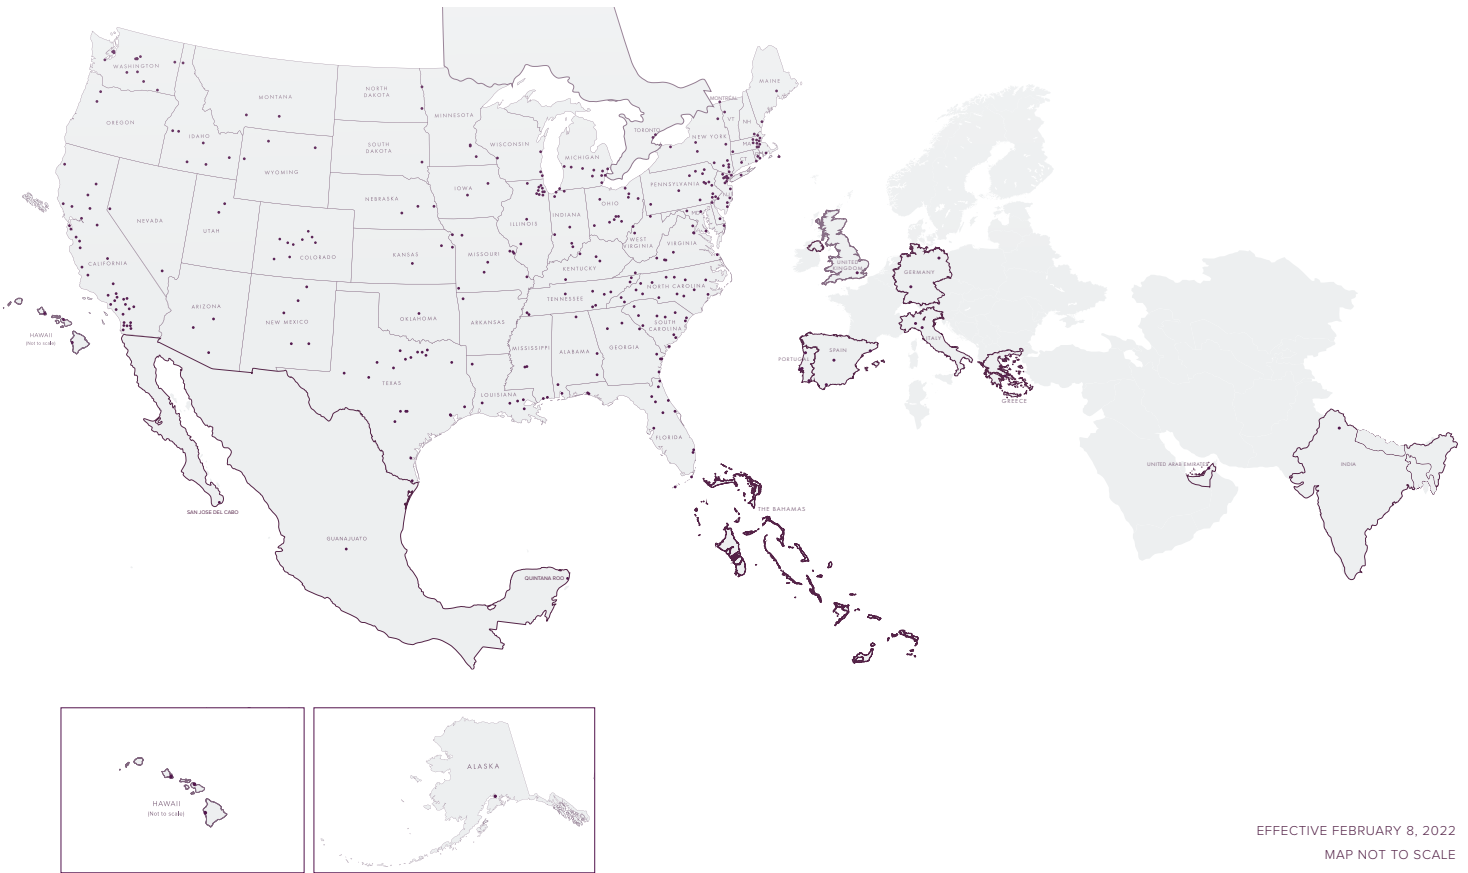 WASHINGTON
OREGON
IDAHO
MONTANA
NORTH
DAKOTA
MINNESOTA
WISCONSIN
MICHIGAN
TORONTO
MONTREAL
MAINE
VT
NH
NEW YORK
MA
CT
SOUTH
DAKOTA
WYOMING
NEBRASKA
IOWA
ILLINOIS
INDIANA
OHIO
PENNSYLVANIA
NJ
MD
DE
WEST
VIRGINIA
VIRGINIA
NEVADA
UTAH
COLORADO
KANSAS
MISSOURI
KENTUCKY
CALIFORNIA
ARIZONA
NEW MEXICO
OKLAHOMA
ARKANSAS
TENNESSEE
NORTH CAROLINA
SOUTH
CAROLINA
MISSISSIPPI
ALABAMA
GEORGIA
TEXAS
LOUISIANA
FLORIDA
HAWAII
(Not to scale)
SAN JOSE DEL CABO
GUANAJUATO
QUINTANA ROO
THE BAHAMAS
UNITED
KINGDOM
GERMANY
ITALY
PORTUGAL
SPAIN
GREECE
UNITED ARAB EMIRATES
INDIA
HAWAII
(Not to scale)
ALASKA
EFFECTIVE FEBRUARY 8, 2022
MAP NOT TO SCALE